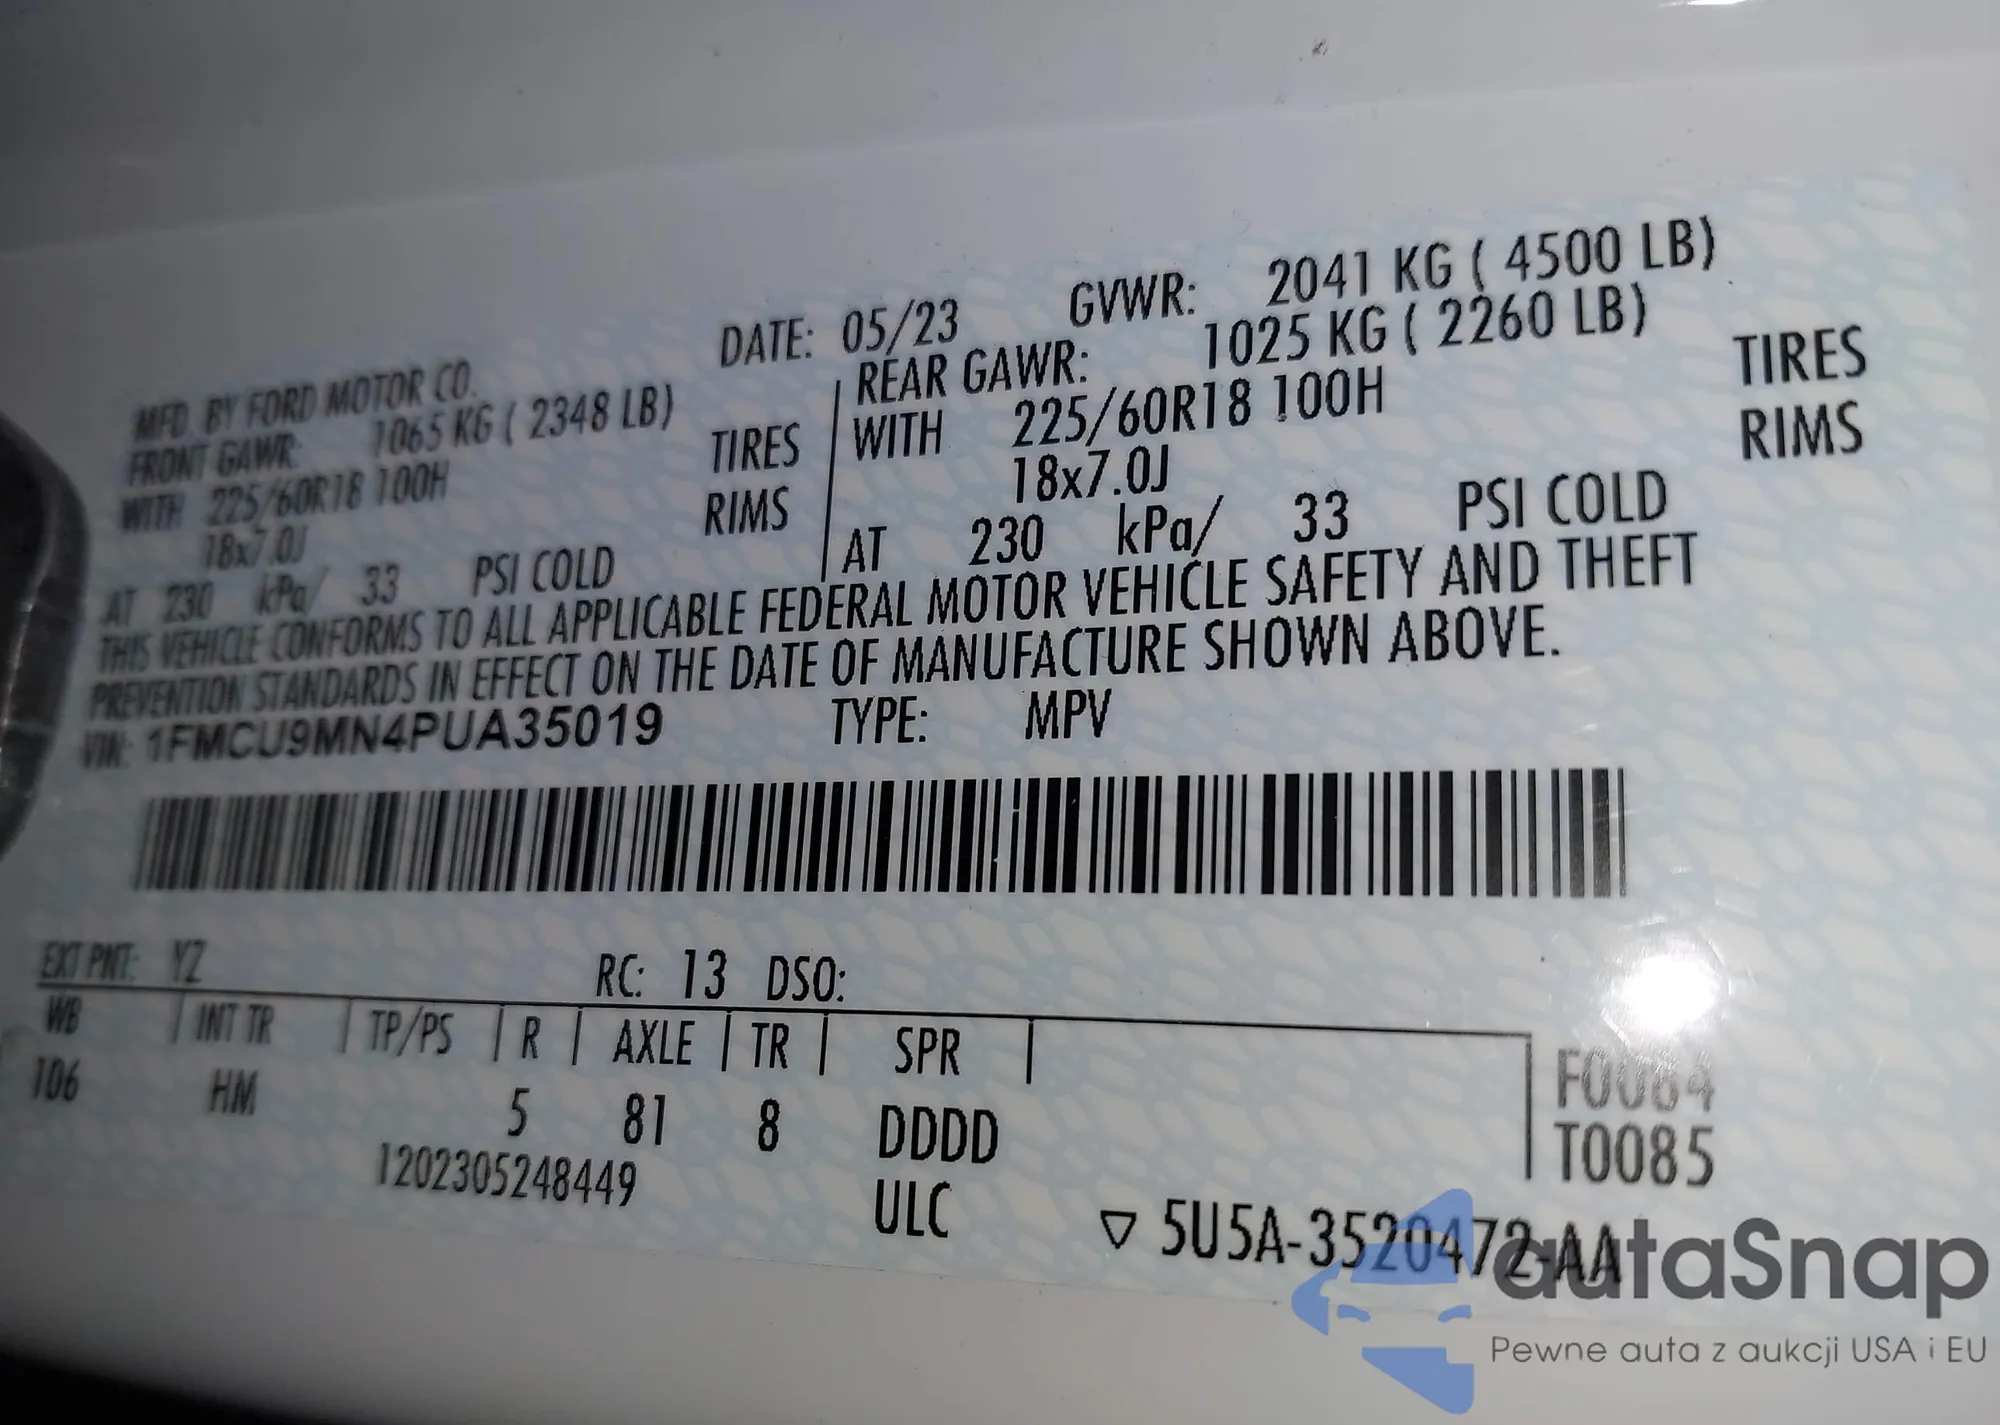 MFD. BY FORD MOTOR CO. DATE: 05/23 GVWR: 2041 KG ( 4500 LB)
FRONT GAWR: 1065 KG ( 2348 LB) REAR GAWR: 1025 KG ( 2260 LB)
WITH 225/60R18 100H TIRES WITH 225/60R18 100H TIRES
18x7.0J RIMS 18x7.0J RIMS
AT 230 kPa/ 33 PSI COLD AT 230 kPa/ 33 PSI COLD
THIS VEHICLE CONFORMS TO ALL APPLICABLE FEDERAL MOTOR VEHICLE SAFETY AND THEFT
PREVENTION STANDARDS IN EFFECT ON THE DATE OF MANUFACTURE SHOWN ABOVE.
VIN: 1FMCU9MN4PUA35019 TYPE: MPV
EXT PNT: YZ RC: 13 DSO:
WB INT TR TP/PS R AXLE TR SPR F0064
106 HM 5 81 8 DDDD T0085
1202305248449 ULC ▽ 5U5A-3520472-AA
autaSnap
Pewne auta z aukcji USA i EU